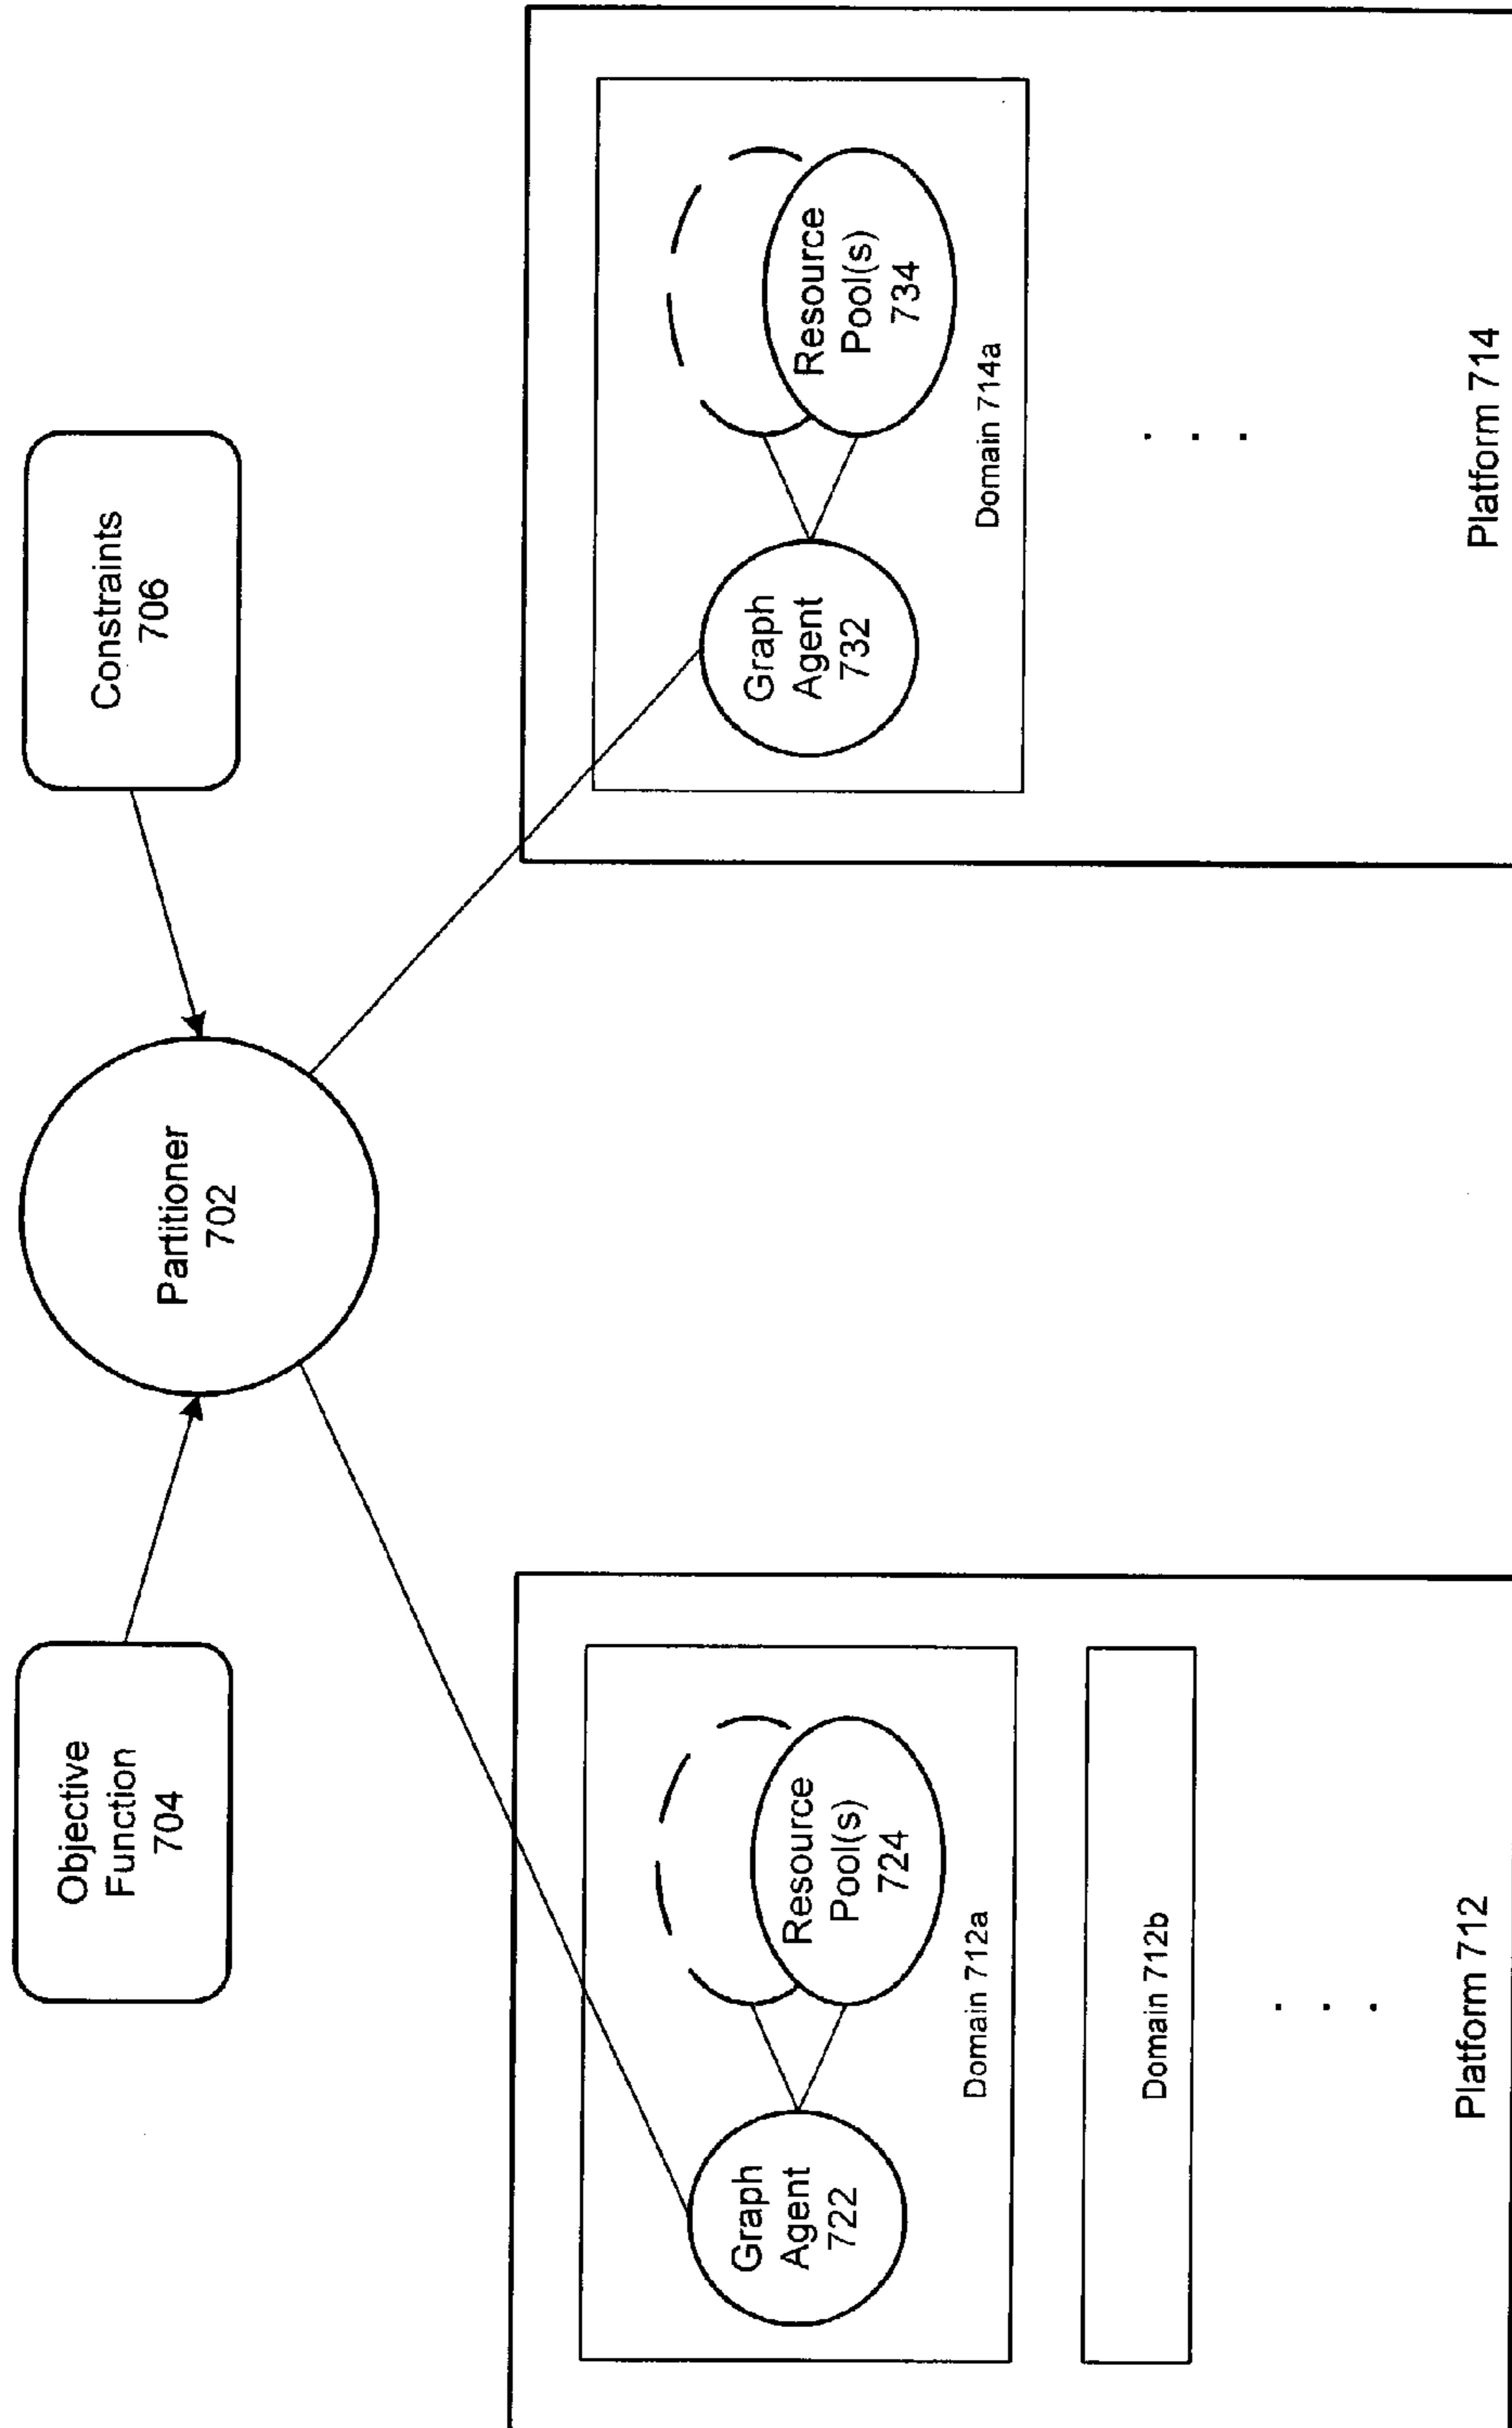 Objective
Function
704
Partitioner
702
Constraints
706
Graph
Agent
722
Resource
Pool(s)
724
Domain 712a
Domain 712b
. . .
Platform 712
Graph
Agent
732
Resource
Pool(s)
734
Domain 714a
. . .
Platform 714